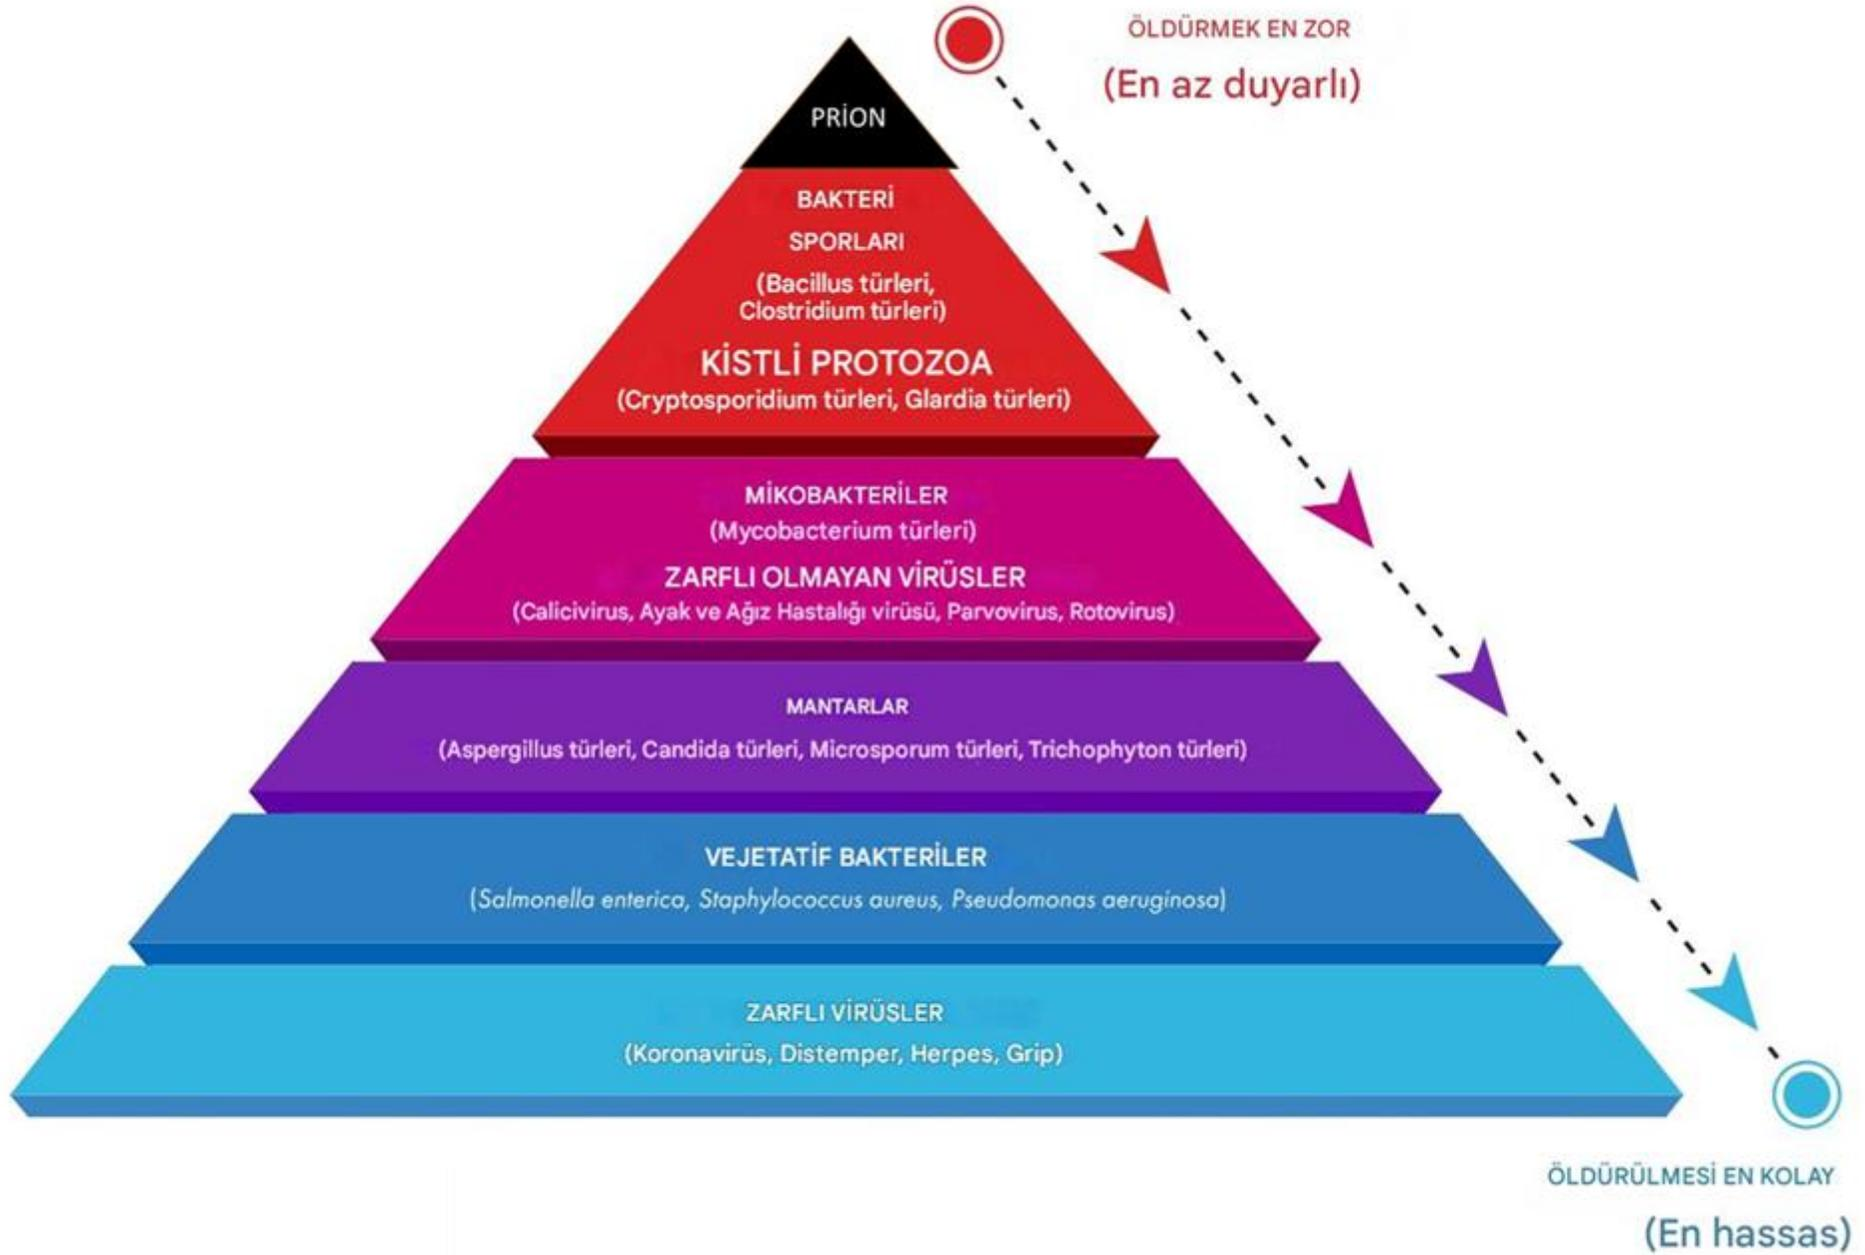 ÖLDÜRMEK EN ZOR
(En az duyarlı)
PRİON
BAKTERİ
SPORLARI
(Bacillus türleri,
Clostridium türleri)
KİSTLİ PROTOZOA
(Cryptosporidium türleri, Glardia türleri)
MİKOBAKTERİLER
(Mycobacterium türleri)
ZARFLI OLMAYAN VİRÜSLER
(Calicivirus, Ayak ve Ağız Hastalığı virüsü, Parvovirus, Rotovirus)
MANTARLAR
(Aspergillus türleri, Candida türleri, Microsporum türleri, Trichophyton türleri)
VEJETATİF BAKTERİLER
(Salmonella enterica, Staphylococcus aureus, Pseudomonas aeruginosa)
ZARFLI VİRÜSLER
(Koronavirüs, Distemper, Herpes, Grip)
ÖLDÜRÜLMESİ EN KOLAY
(En hassas)